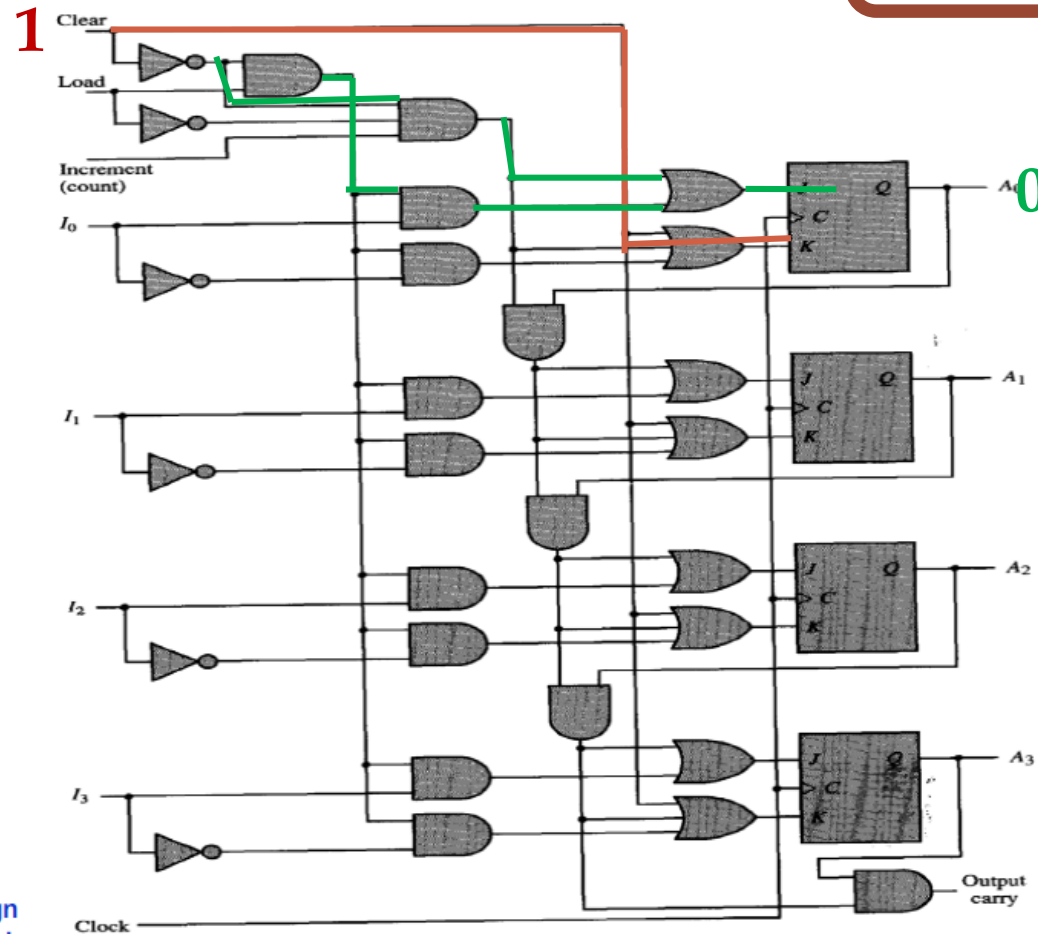 1
Clear
Load
Increment
(count)
I0
J Q
C
K
A 0
I1
J Q
C
K
A1
I2
J Q
C
K
A2
I3
J Q
C
K
A3
Output
carry
Clock